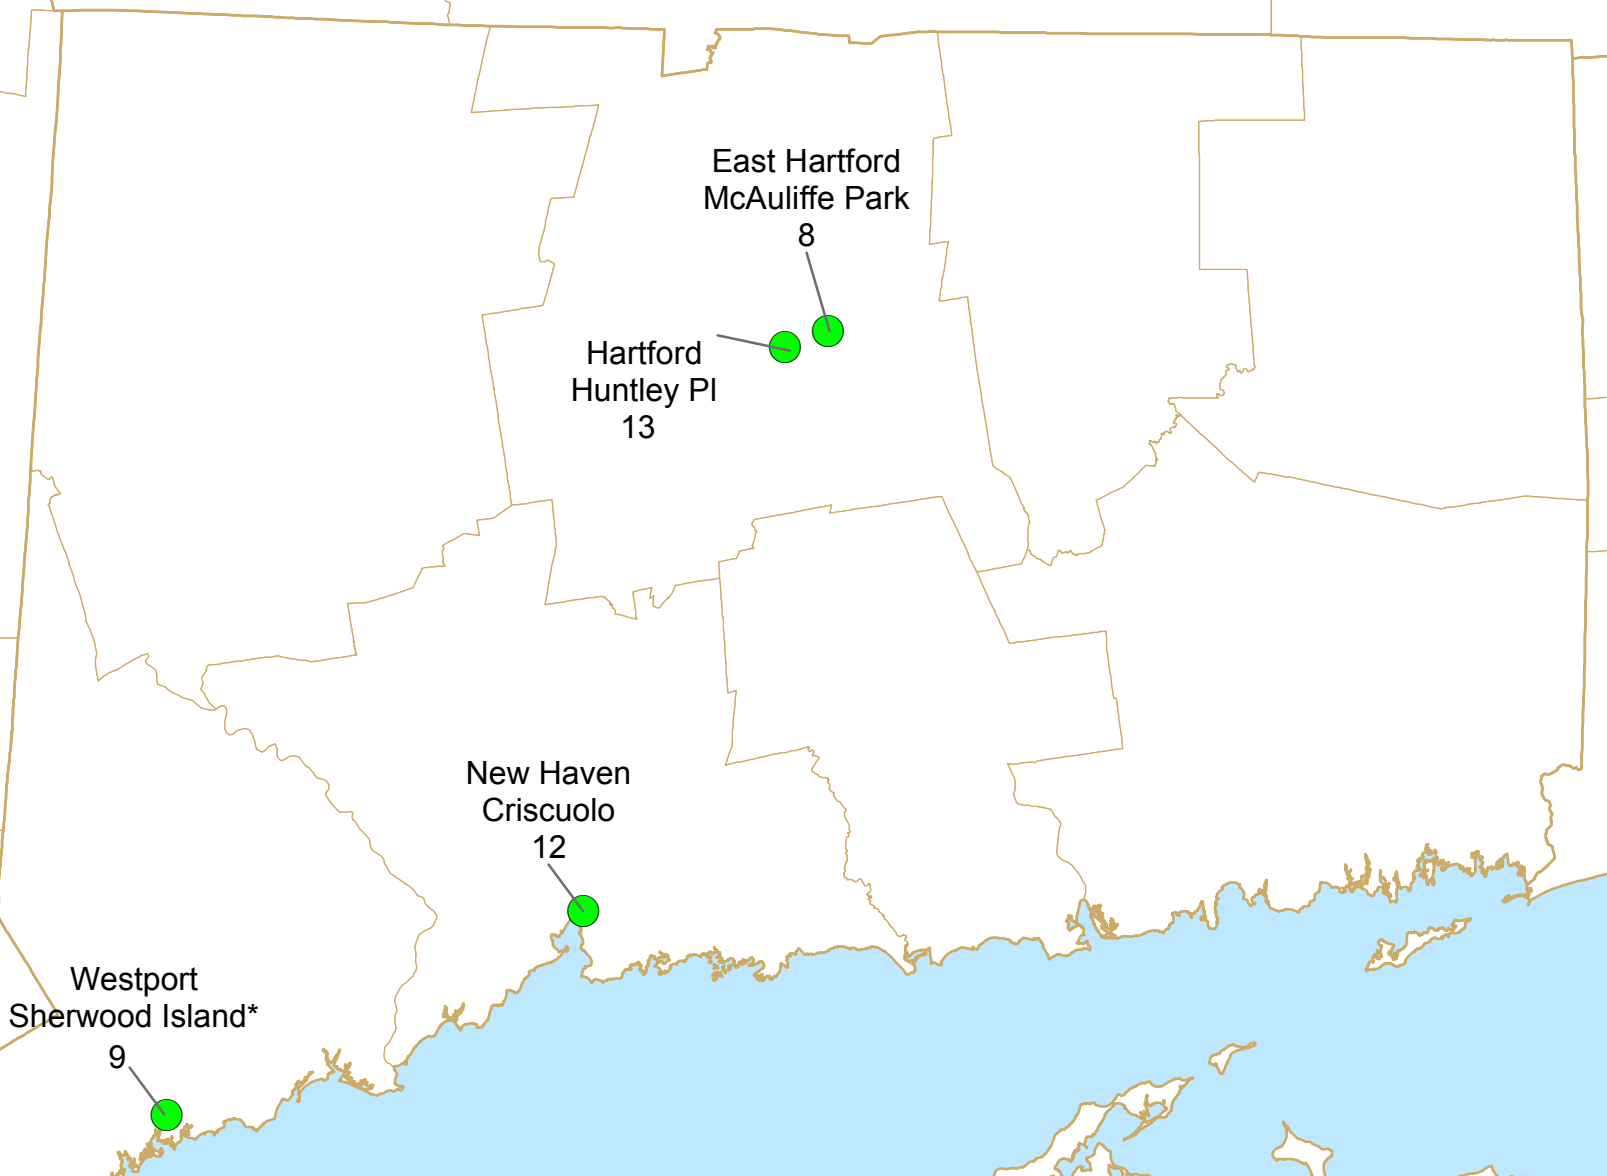 East Hartford
McAuliffe Park
8
Hartford
Huntley Pl
13
New Haven
Criscuolo
12
Westport
Sherwood Island*
9